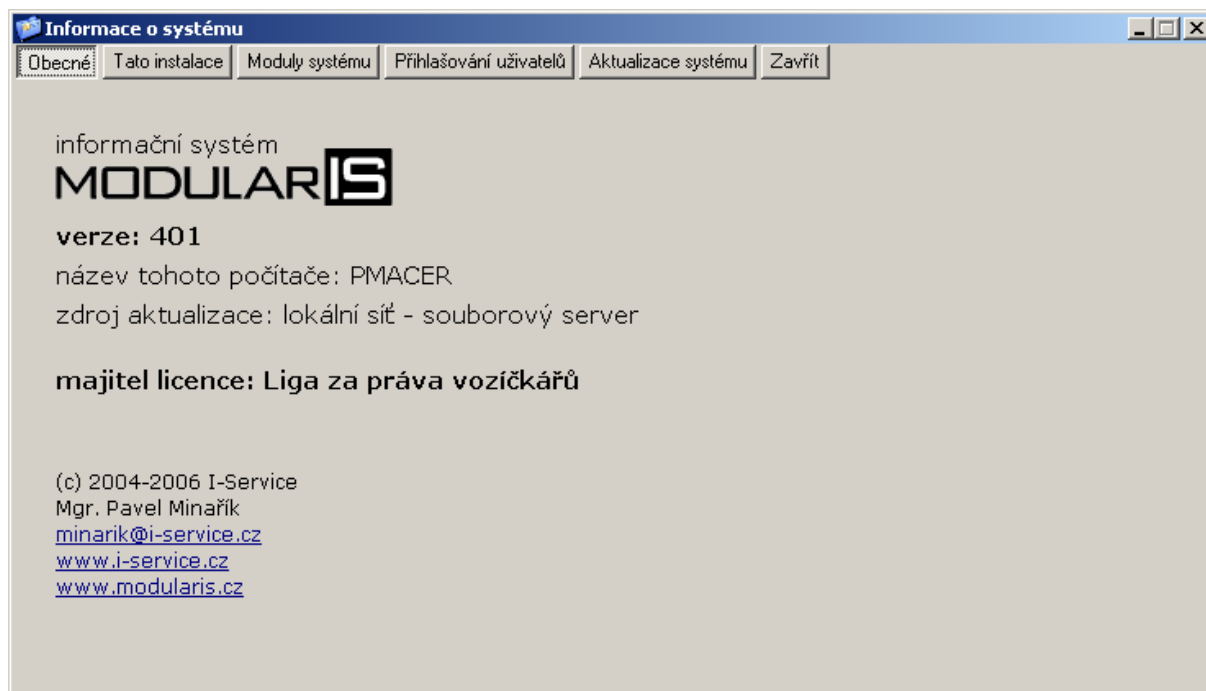 Informace o systému
Obecné Tato instalace Moduly systému Přihlašování uživatelů Aktualizace systému Zavřít
informační systém
MODULARIS
verze: 401
název tohoto počítače: PMACER
zdroj aktualizace: lokální síť - souborový server
majitel licence: Liga za práva vozíčkářů
(c) 2004-2006 I-Service
Mgr. Pavel Minařík
minarik@i-service.cz
www.i-service.cz
www.modularis.cz